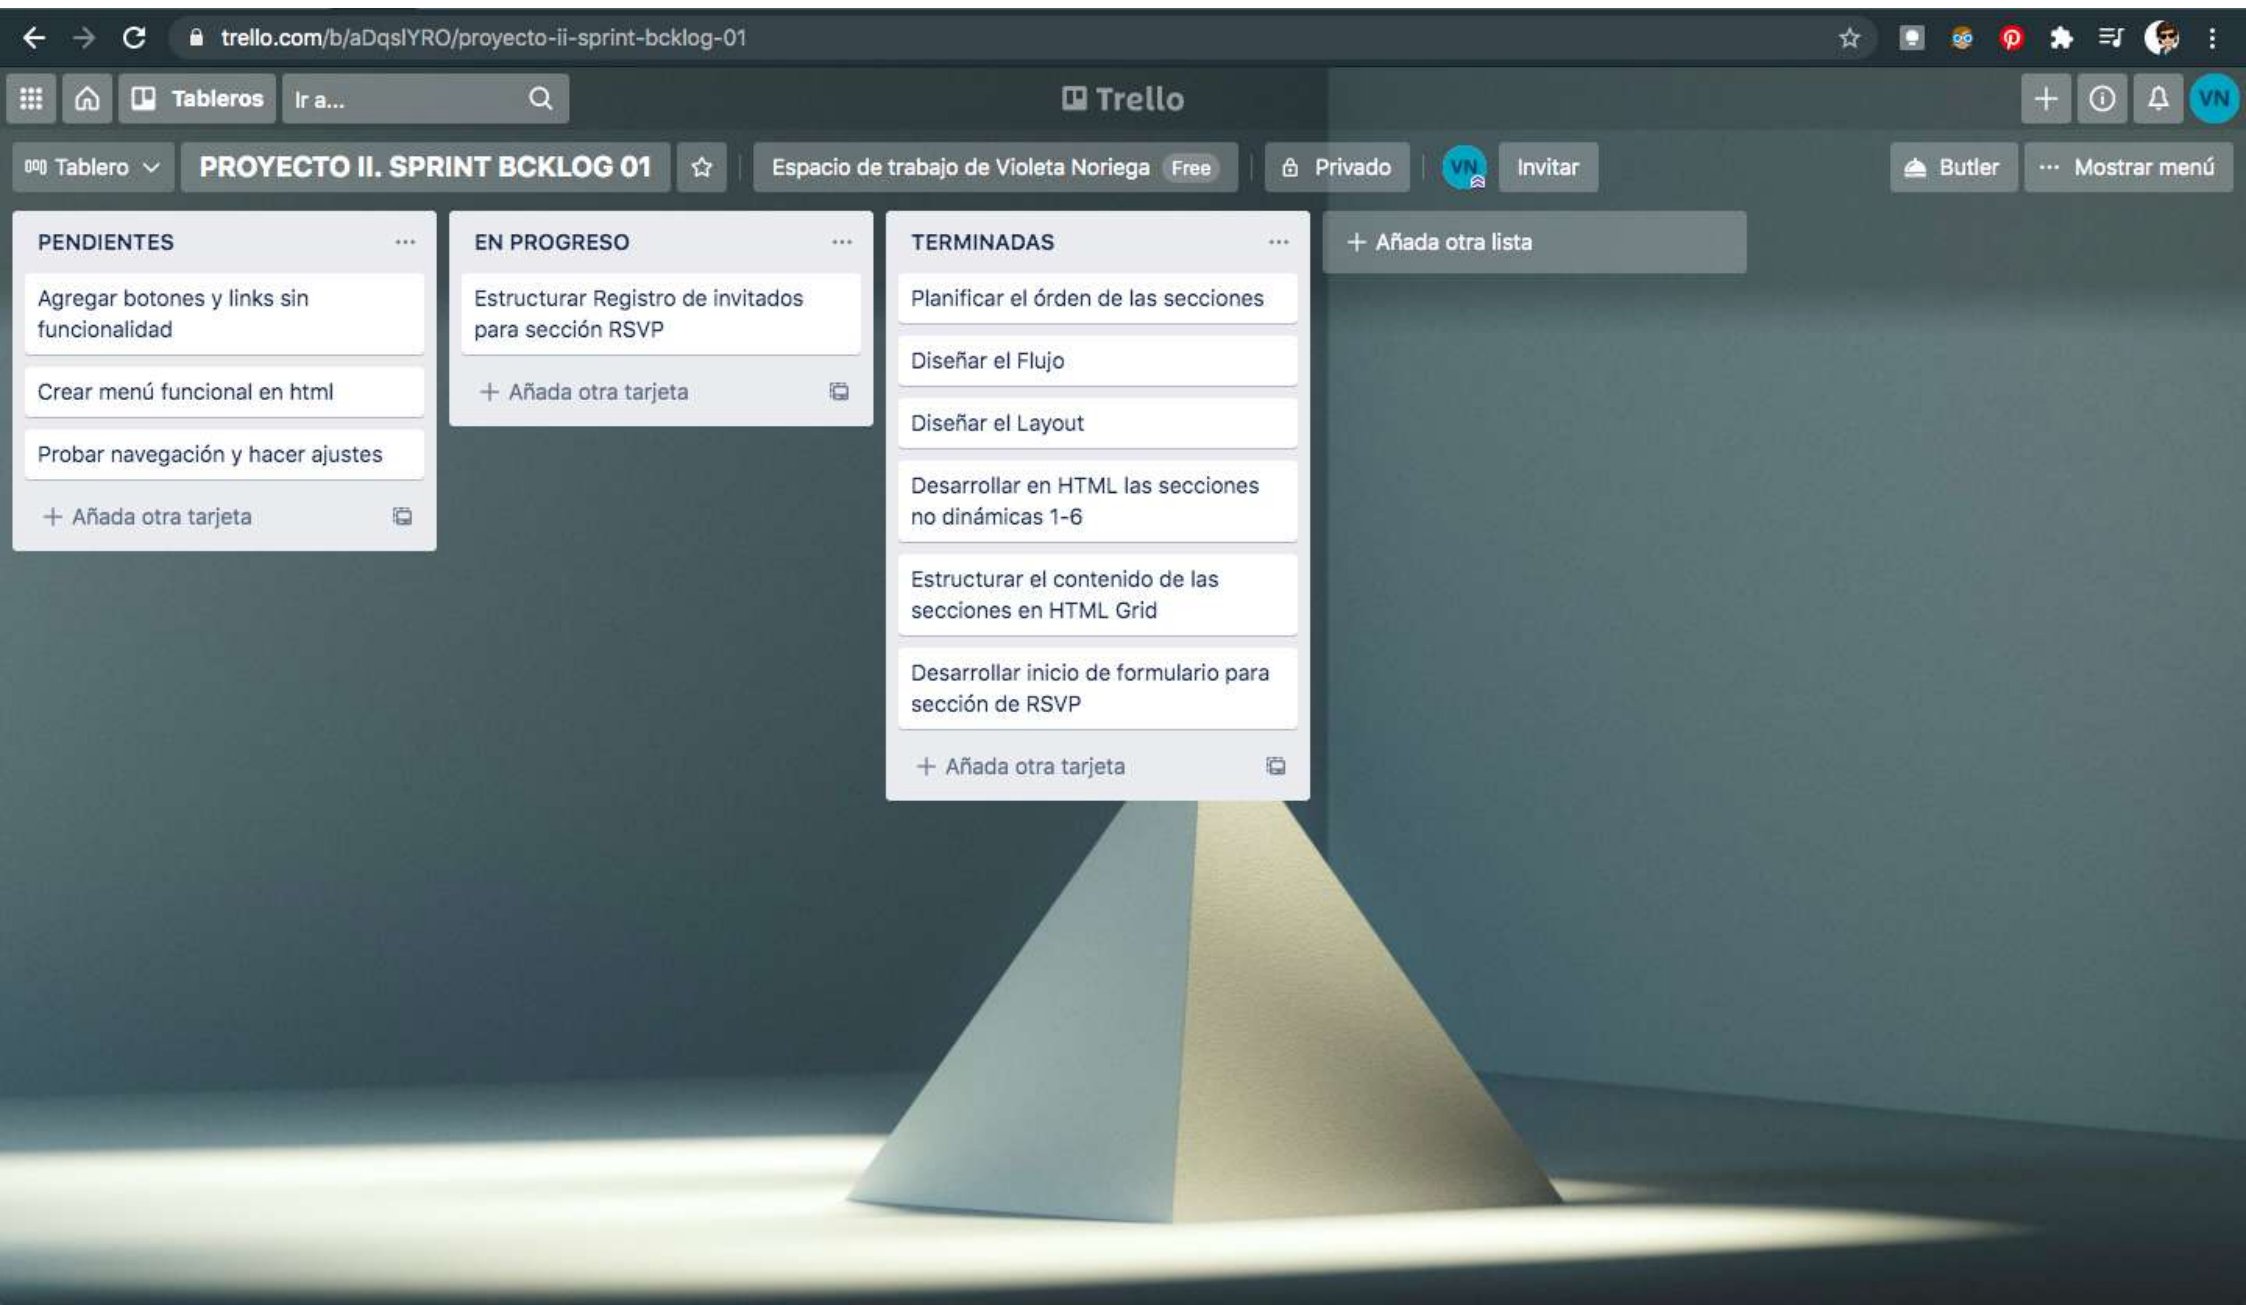 trello.com/b/aDqslYRO/proyecto-ii-sprint-bcklog-01
Tableros
Ir a...
Trello
VN
Tablero
PROYECTO II. SPRINT BCKLOG 01
Espacio de trabajo de Violeta Noriega
Free
Privado
VN
Invitar
Butler
Mostrar menú
PENDIENTES
Agregar botones y links sin
funcionalidad
Crear menú funcional en html
Probar navegación y hacer ajustes
+ Añada otra tarjeta
EN PROGRESO
Estructurar Registro de invitados
para sección RSVP
+ Añada otra tarjeta
TERMINADAS
Planificar el órden de las secciones
Diseñar el Flujo
Diseñar el Layout
Desarrollar en HTML las secciones
no dinámicas 1-6
Estructurar el contenido de las
secciones en HTML Grid
Desarrollar inicio de formulario para
sección de RSVP
+ Añada otra tarjeta
+ Añada otra lista